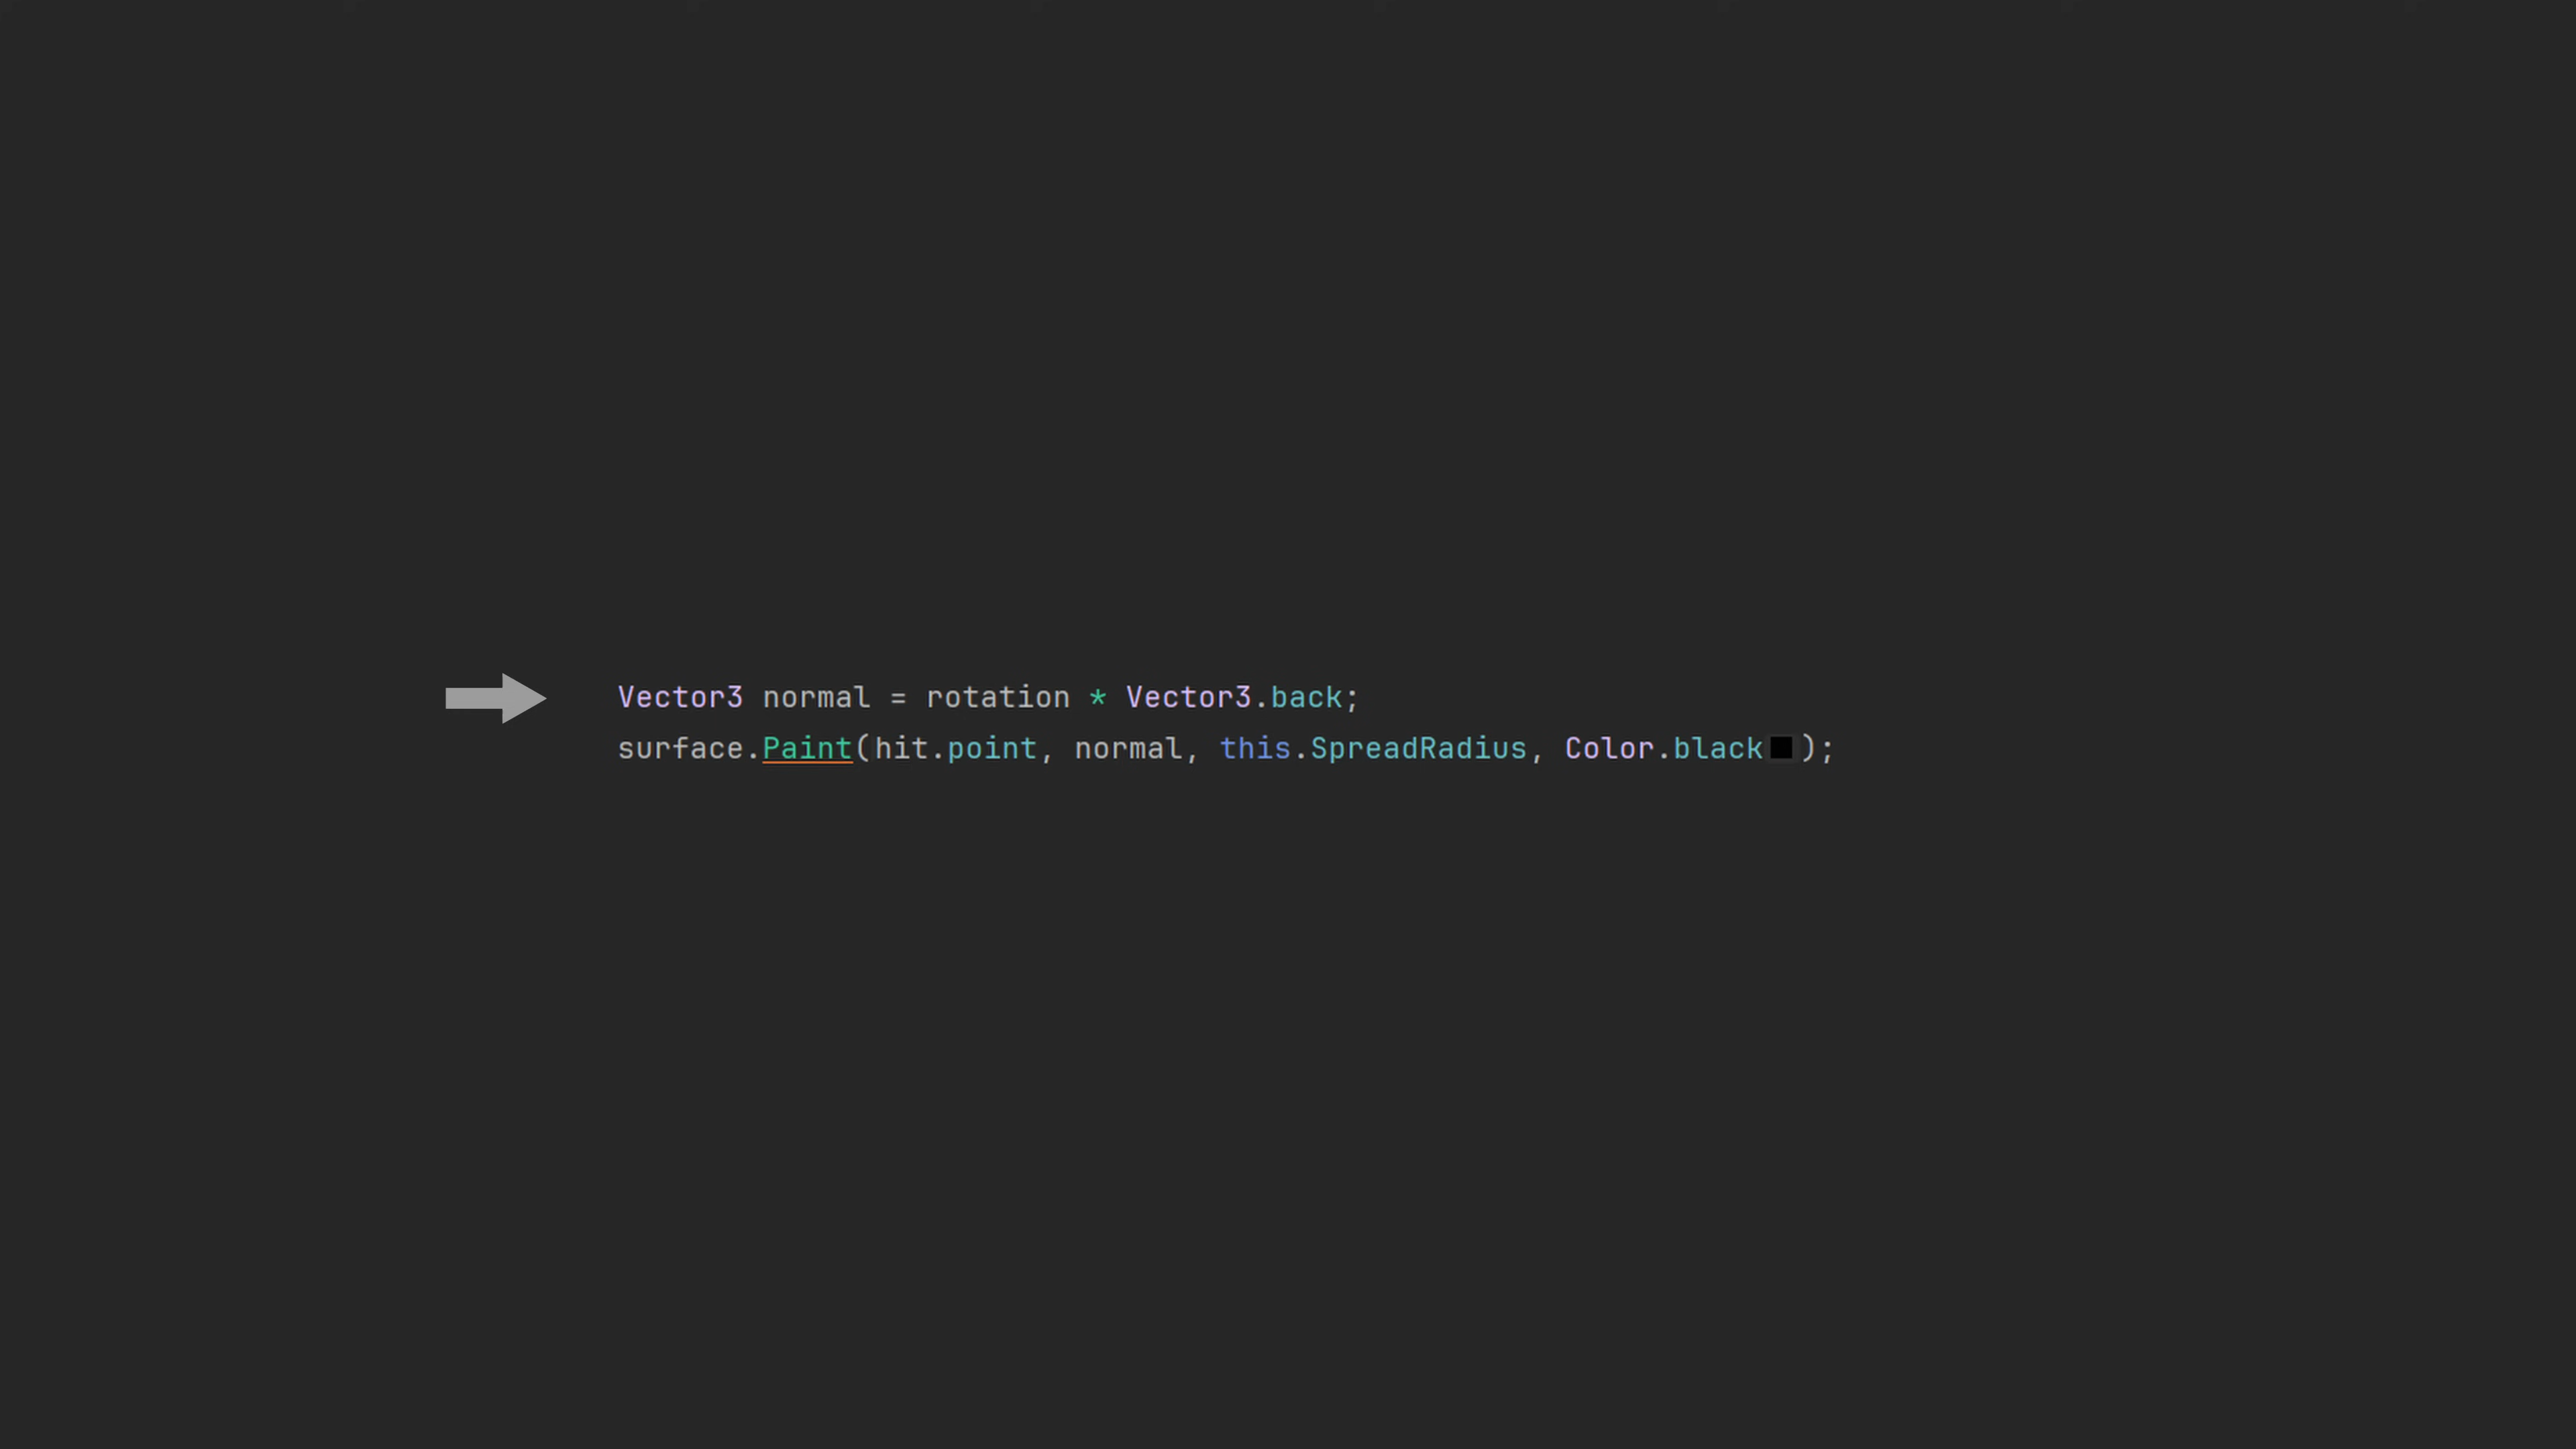 Vector3 normal = rotation * Vector3.back;
surface.Paint(hit.point, normal, this.SpreadRadius, Color.black);